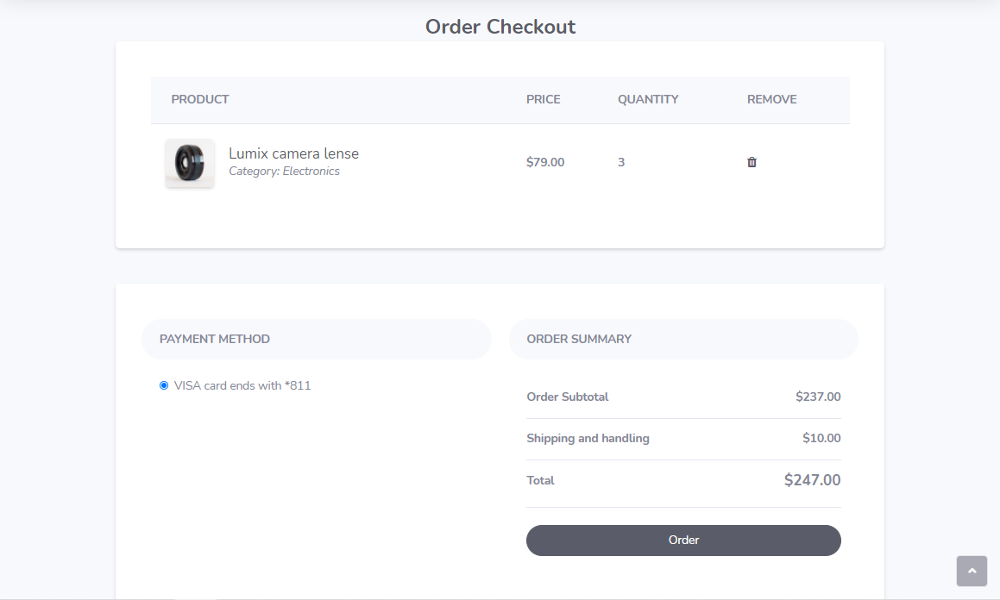 Order Checkout
PRODUCT PRICE QUANTITY REMOVE
Lumix camera lense
Category: Electronics
$79.00 3
PAYMENT METHOD
VISA card ends with *811
ORDER SUMMARY
Order Subtotal $237.00
Shipping and handling $10.00
Total $247.00
Order